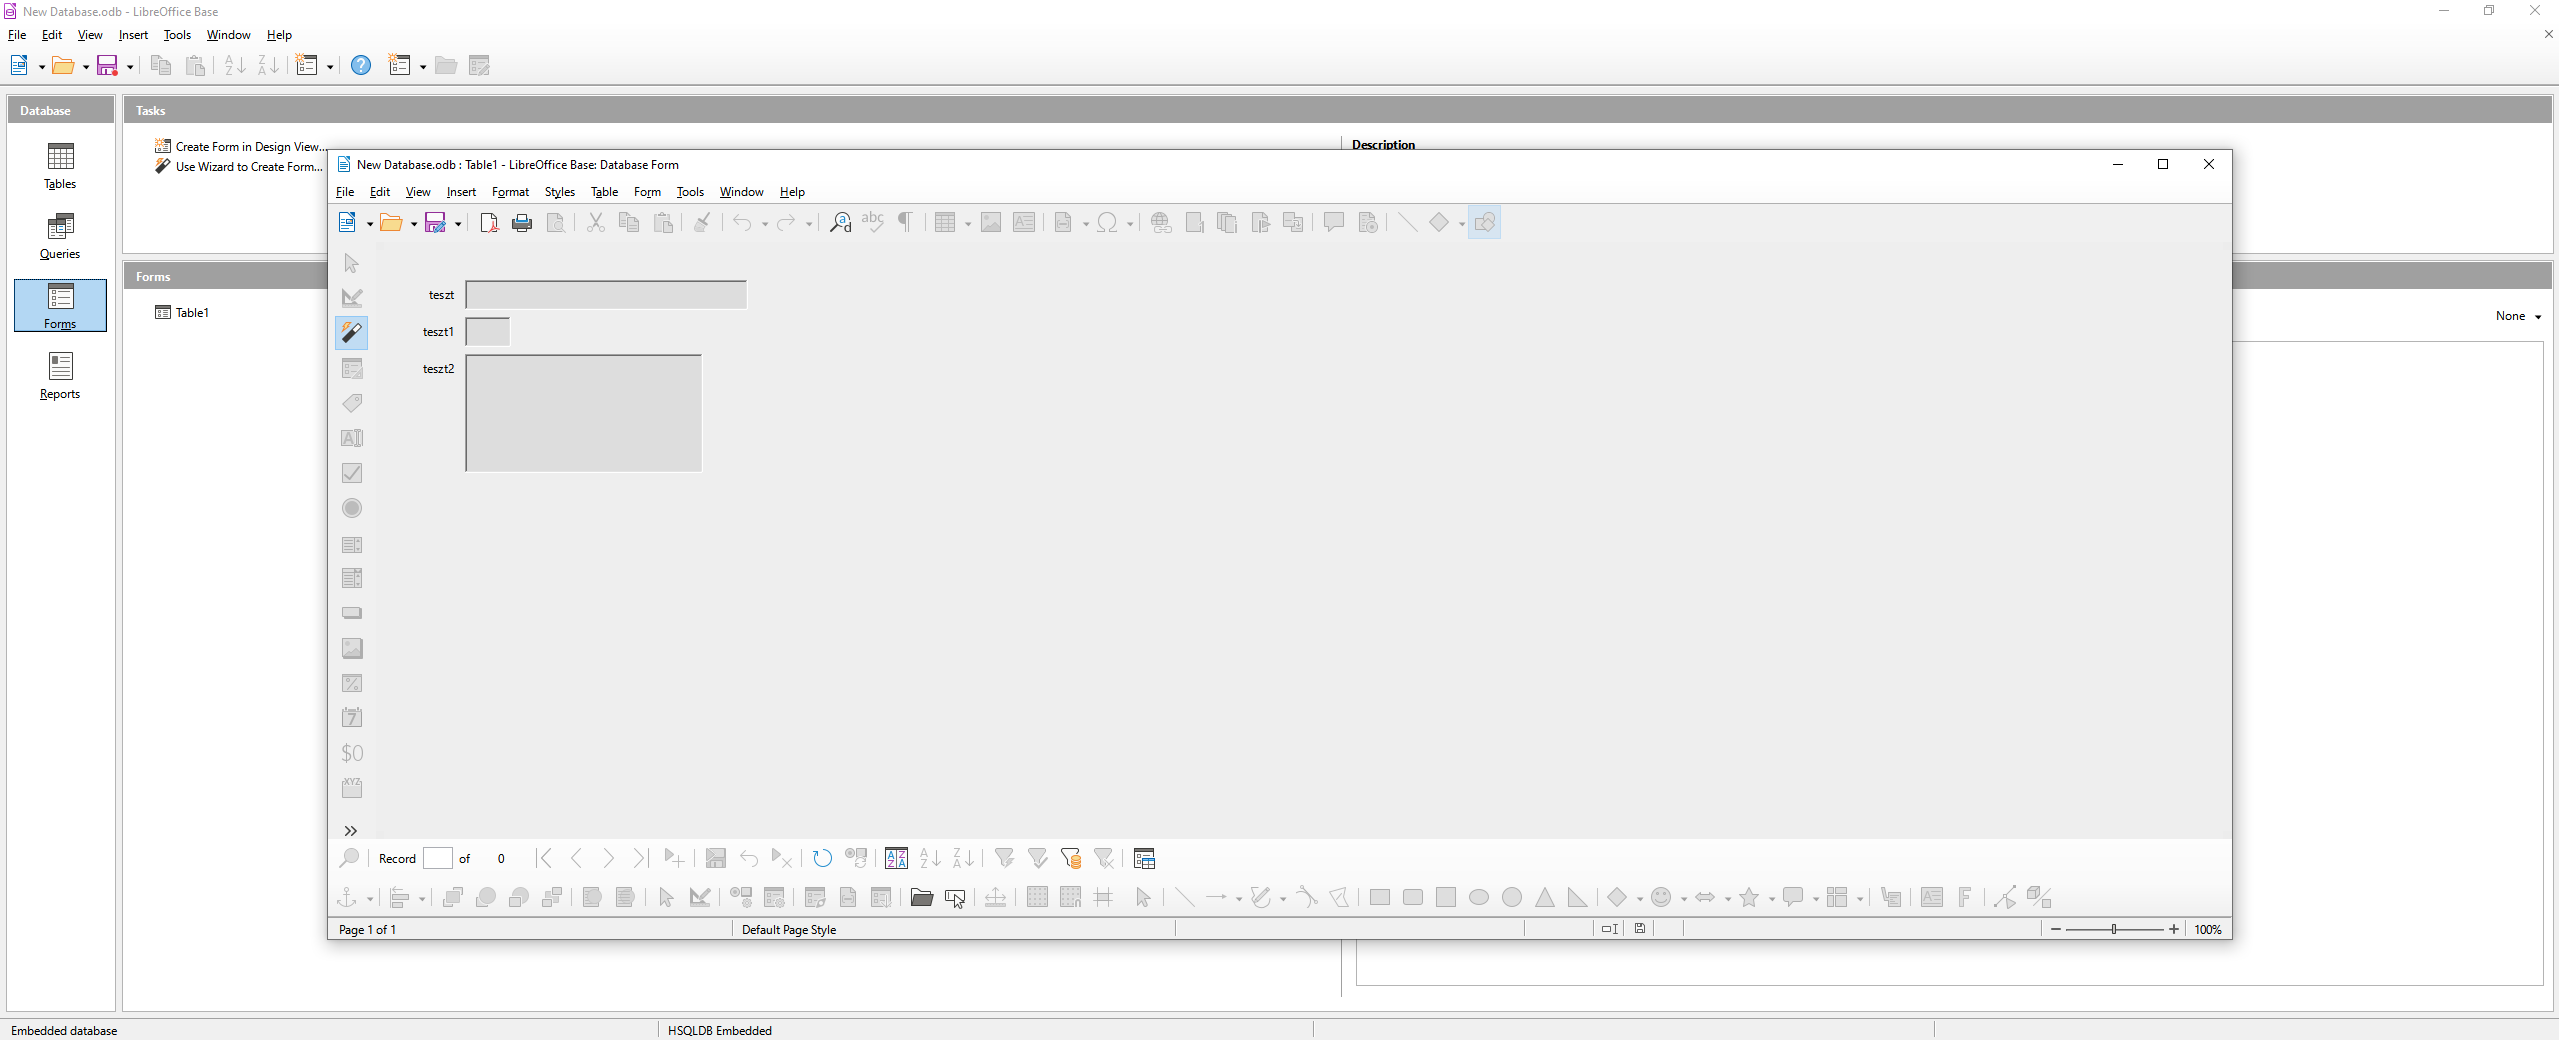 New Database.odb - LibreOffice Base
File Edit View Insert Tools Window Help
Database
Tasks
Create Form in Design View...
Use Wizard to Create Form...
Description
Tables
Queries
Forms
Reports
Forms
Table1
None
New Database.odb : Table1 - LibreOffice Base: Database Form
File Edit View Insert Format Styles Table Form Tools Window Help
teszt
teszt1
teszt2
Record of 0
Page 1 of 1 Default Page Style 100%
Embedded database HSQLDB Embedded